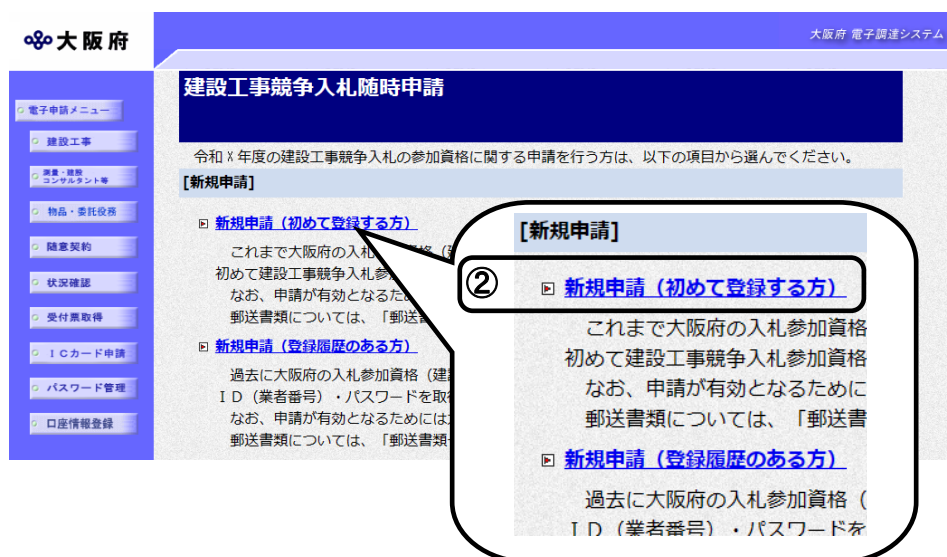 大阪府
大阪府 電子調達システム
電子申請メニュー
建設工事
測量・建設
コンサルタント等
物品・委託役務
随意契約
状況確認
受付票取得
ICカード申請
パスワード管理
口座情報登録
建設工事競争入札随時申請
令和X年度の建設工事競争入札の参加資格に関する申請を行う方は、以下の項目から選んでください。
[新規申請]
新規申請（初めて登録する方）
これまで大阪府の入札
初めて建設工事競争入札参
なお、申請が有効となるため
郵送書類については、「郵送書
新規申請（登録履歴のある方）
過去に大阪府の入札参加資格（建設
ＩＤ（業者番号）・パスワードを取
なお、申請が有効となるためには
郵送書類については、「郵送書類
[新規申請]
②
新規申請（初めて登録する方）
これまで大阪府の入札参加資格
初めて建設工事競争入札参加資格
なお、申請が有効となるために
郵送書類については、「郵送書
新規申請（登録履歴のある方）
過去に大阪府の入札参加資格（
ＩＤ（業者番号）・パスワードを